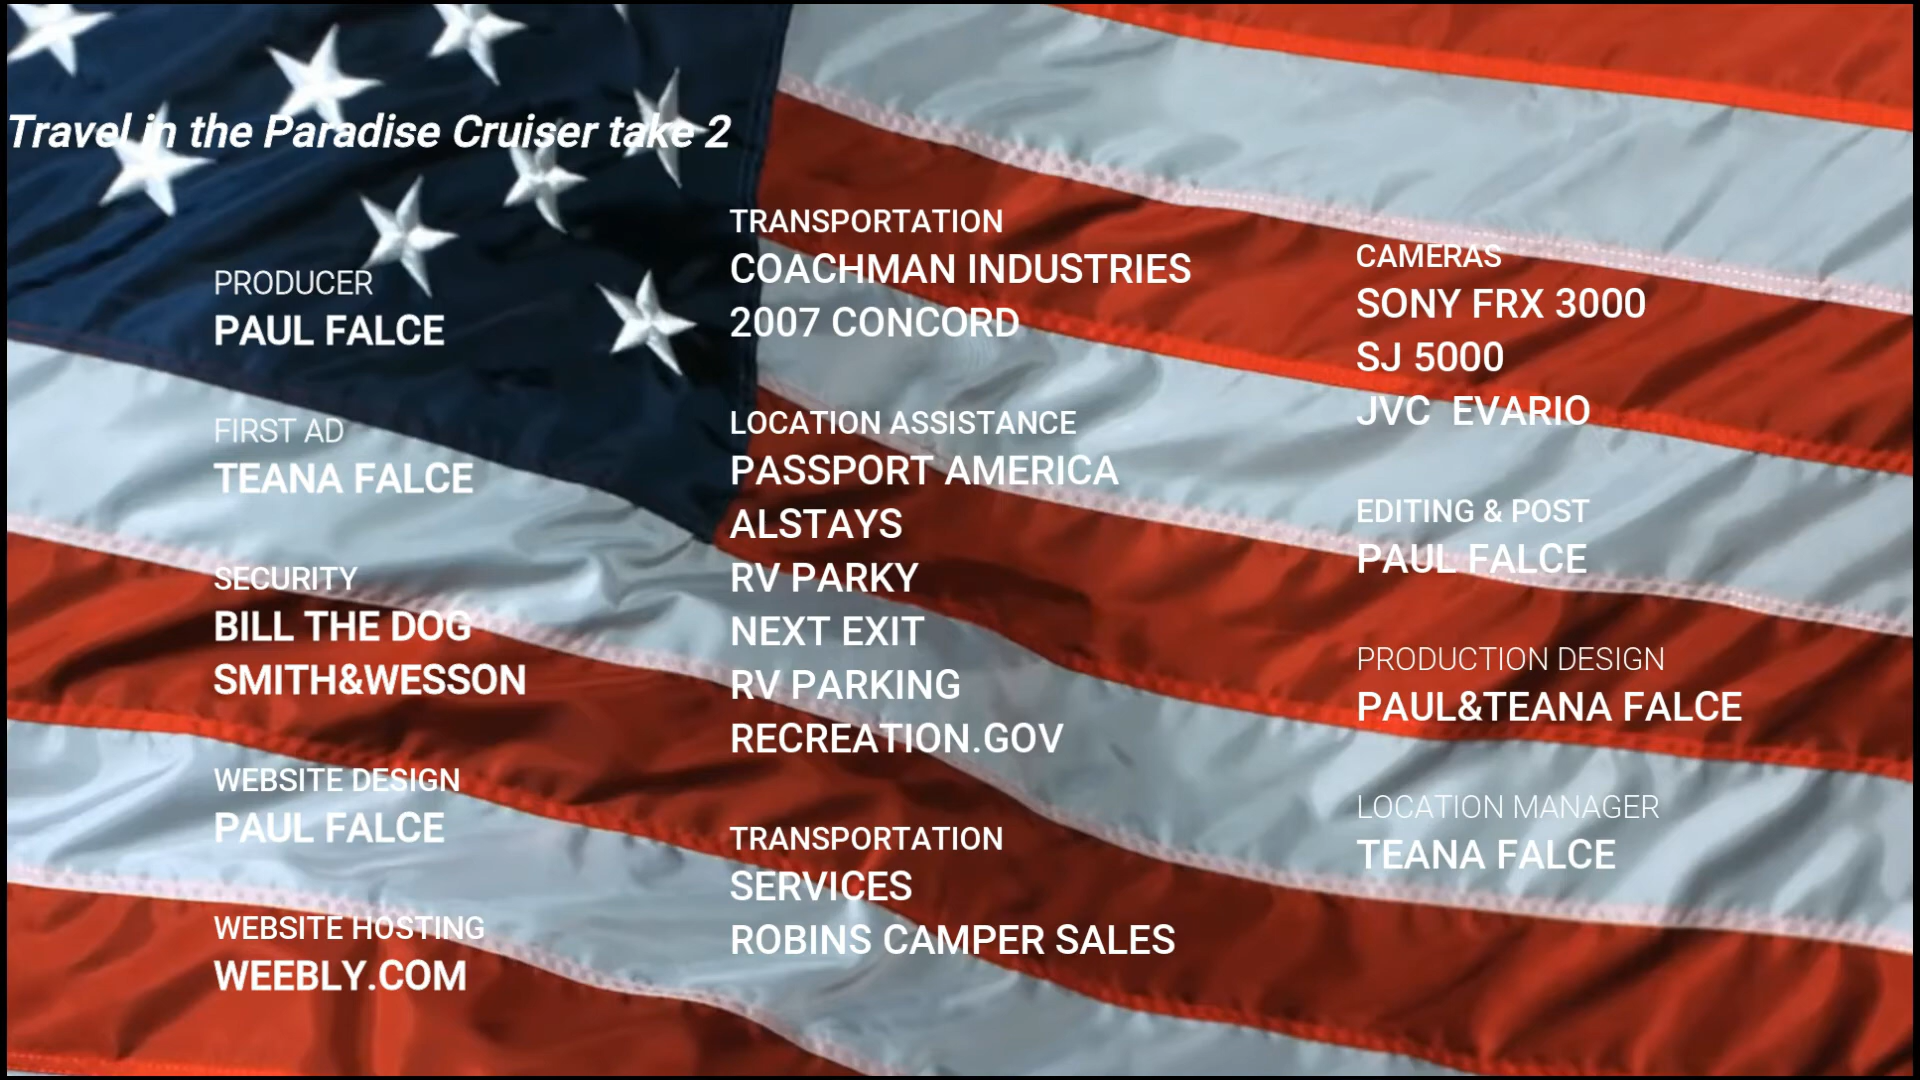 Travel in the Paradise Cruiser take 2
PRODUCER
PAUL FALCE
FIRST AD
TEANA FALCE
SECURITY
BILL THE DOG
SMITH&WESSON
WEBSITE DESIGN
PAUL FALCE
WEBSITE HOSTING
WEEBLY.COM
TRANSPORTATION
COACHMAN INDUSTRIES
2007 CONCORD
LOCATION ASSISTANCE
PASSPORT AMERICA
ALSTAYS
RV PARKY
NEXT EXIT
RV PARKING
RECREATION.GOV
TRANSPORTATION
SERVICES
ROBINS CAMPER SALES
CAMERAS
SONY FRX 3000
SJ 5000
JVC  EVARIO
EDITING & POST
PAUL FALCE
PRODUCTION DESIGN
PAUL&TEANA FALCE
LOCATION MANAGER
TEANA FALCE